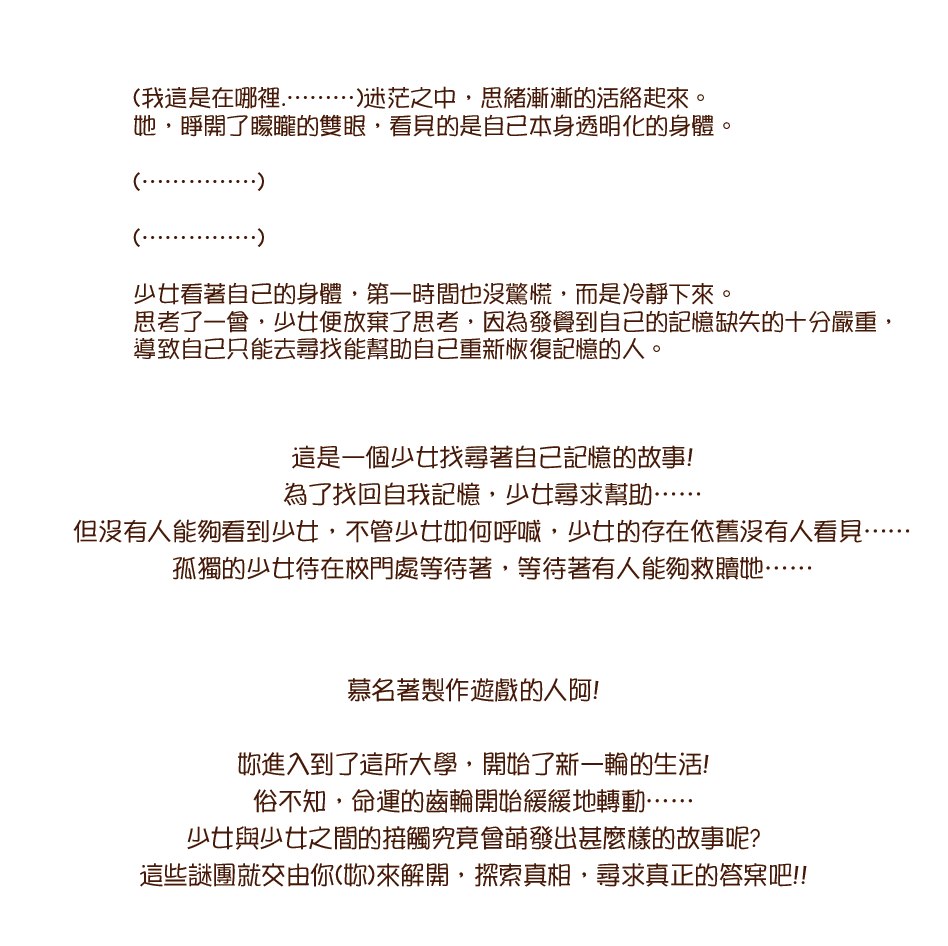 (我這是在哪裡.………)迷茫之中，思緒漸漸的活絡起來。
她，睜開了矇矓的雙眼，看見的是自己本身透明化的身體。
(……………)
(……………)
少女看著自己的身體，第一時間也沒驚慌，而是冷靜下來。
思考了一會，少女便放棄了思考，因為發覺到自己的記憶缺失的十分嚴重，
導致自己只能去尋找能幫助自己重新恢復記憶的人。
這是一個少女找尋著自己記憶的故事!
為了找回自我記憶，少女尋求幫助……
但沒有人能夠看到少女，不管少女如何呼喊，少女的存在依舊沒有人看見……
孤獨的少女待在校門處等待著，等待著有人能夠救贖她……
慕名著製作遊戲的人阿!
妳進入到了這所大學，開始了新一輪的生活!
俗不知，命運的齒輪開始緩緩地轉動……
少女與少女之間的接觸究竟會萌發出甚麼樣的故事呢?
這些謎團就交由你(妳)來解開，探索真相，尋求真正的答案吧!!